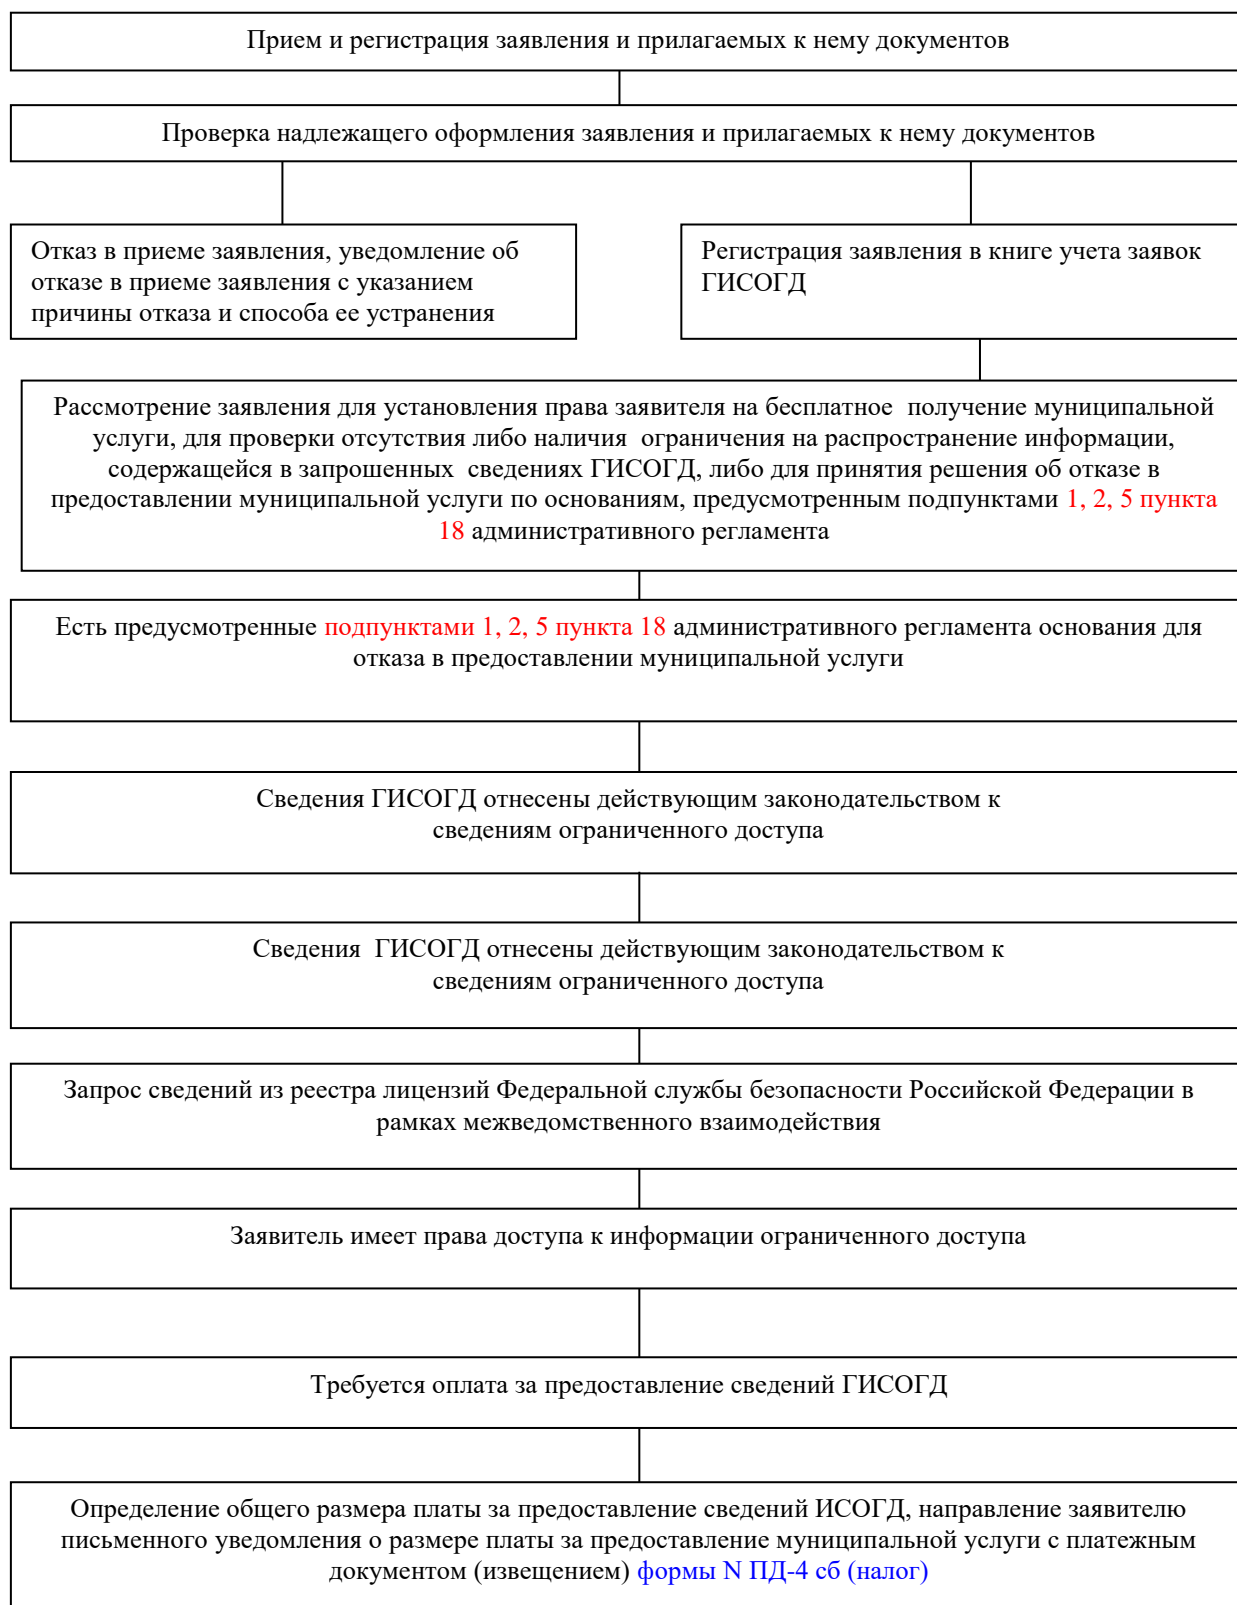 Прием и регистрация заявления и прилагаемых к нему документов
Проверка надлежащего оформления заявления и прилагаемых к нему документов
Отказ в приеме заявления, уведомление об
отказе в приеме заявления с указанием
причины отказа и способа ее устранения
Регистрация заявления в книге учета заявок
ГИСОГД
Рассмотрение заявления для установления права заявителя на бесплатное получение муниципальной
услуги, для проверки отсутствия либо наличия ограничения на распространение информации,
содержащейся в запрошенных сведениях ГИСОГД, либо для принятия решения об отказе в
предоставлении муниципальной услуги по основаниям, предусмотренным подпунктами 1, 2, 5 пункта
18 административного регламента
Есть предусмотренные подпунктами 1, 2, 5 пункта 18 административного регламента основания для
отказа в предоставлении муниципальной услуги
Сведения ГИСОГД отнесены действующим законодательством к
сведениям ограниченного доступа
Сведения ГИСОГД отнесены действующим законодательством к
сведениям ограниченного доступа
Запрос сведений из реестра лицензий Федеральной службы безопасности Российской Федерации в
рамках межведомственного взаимодействия
Заявитель имеет права доступа к информации ограниченного доступа
Требуется оплата за предоставление сведений ГИСОГД
Определение общего размера платы за предоставление сведений ИСОГД, направление заявителю
письменного уведомления о размере платы за предоставление муниципальной услуги с платежным
документом (извещением) формы N ПД-4 сб (налог)